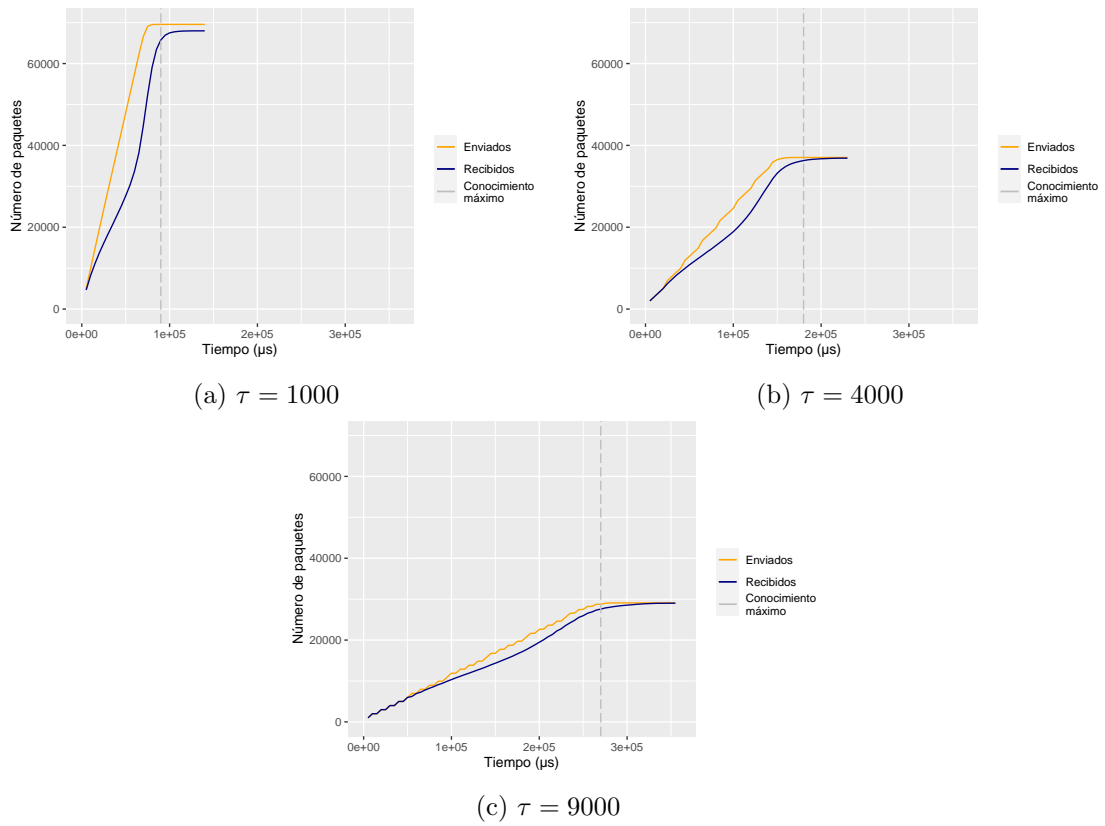 60000
40000
20000
0
Número de paquetes
0e+00 1e+05 2e+05 3e+05
Tiempo (µs)
Enviados
Recibidos
Conocimiento
máximo
(a) τ = 1000
60000
40000
20000
0
Número de paquetes
0e+00 1e+05 2e+05 3e+05
Tiempo (µs)
Enviados
Recibidos
Conocimiento
máximo
(b) τ = 4000
60000
40000
20000
0
Número de paquetes
0e+00 1e+05 2e+05 3e+05
Tiempo (µs)
Enviados
Recibidos
Conocimiento
máximo
(c) τ = 9000